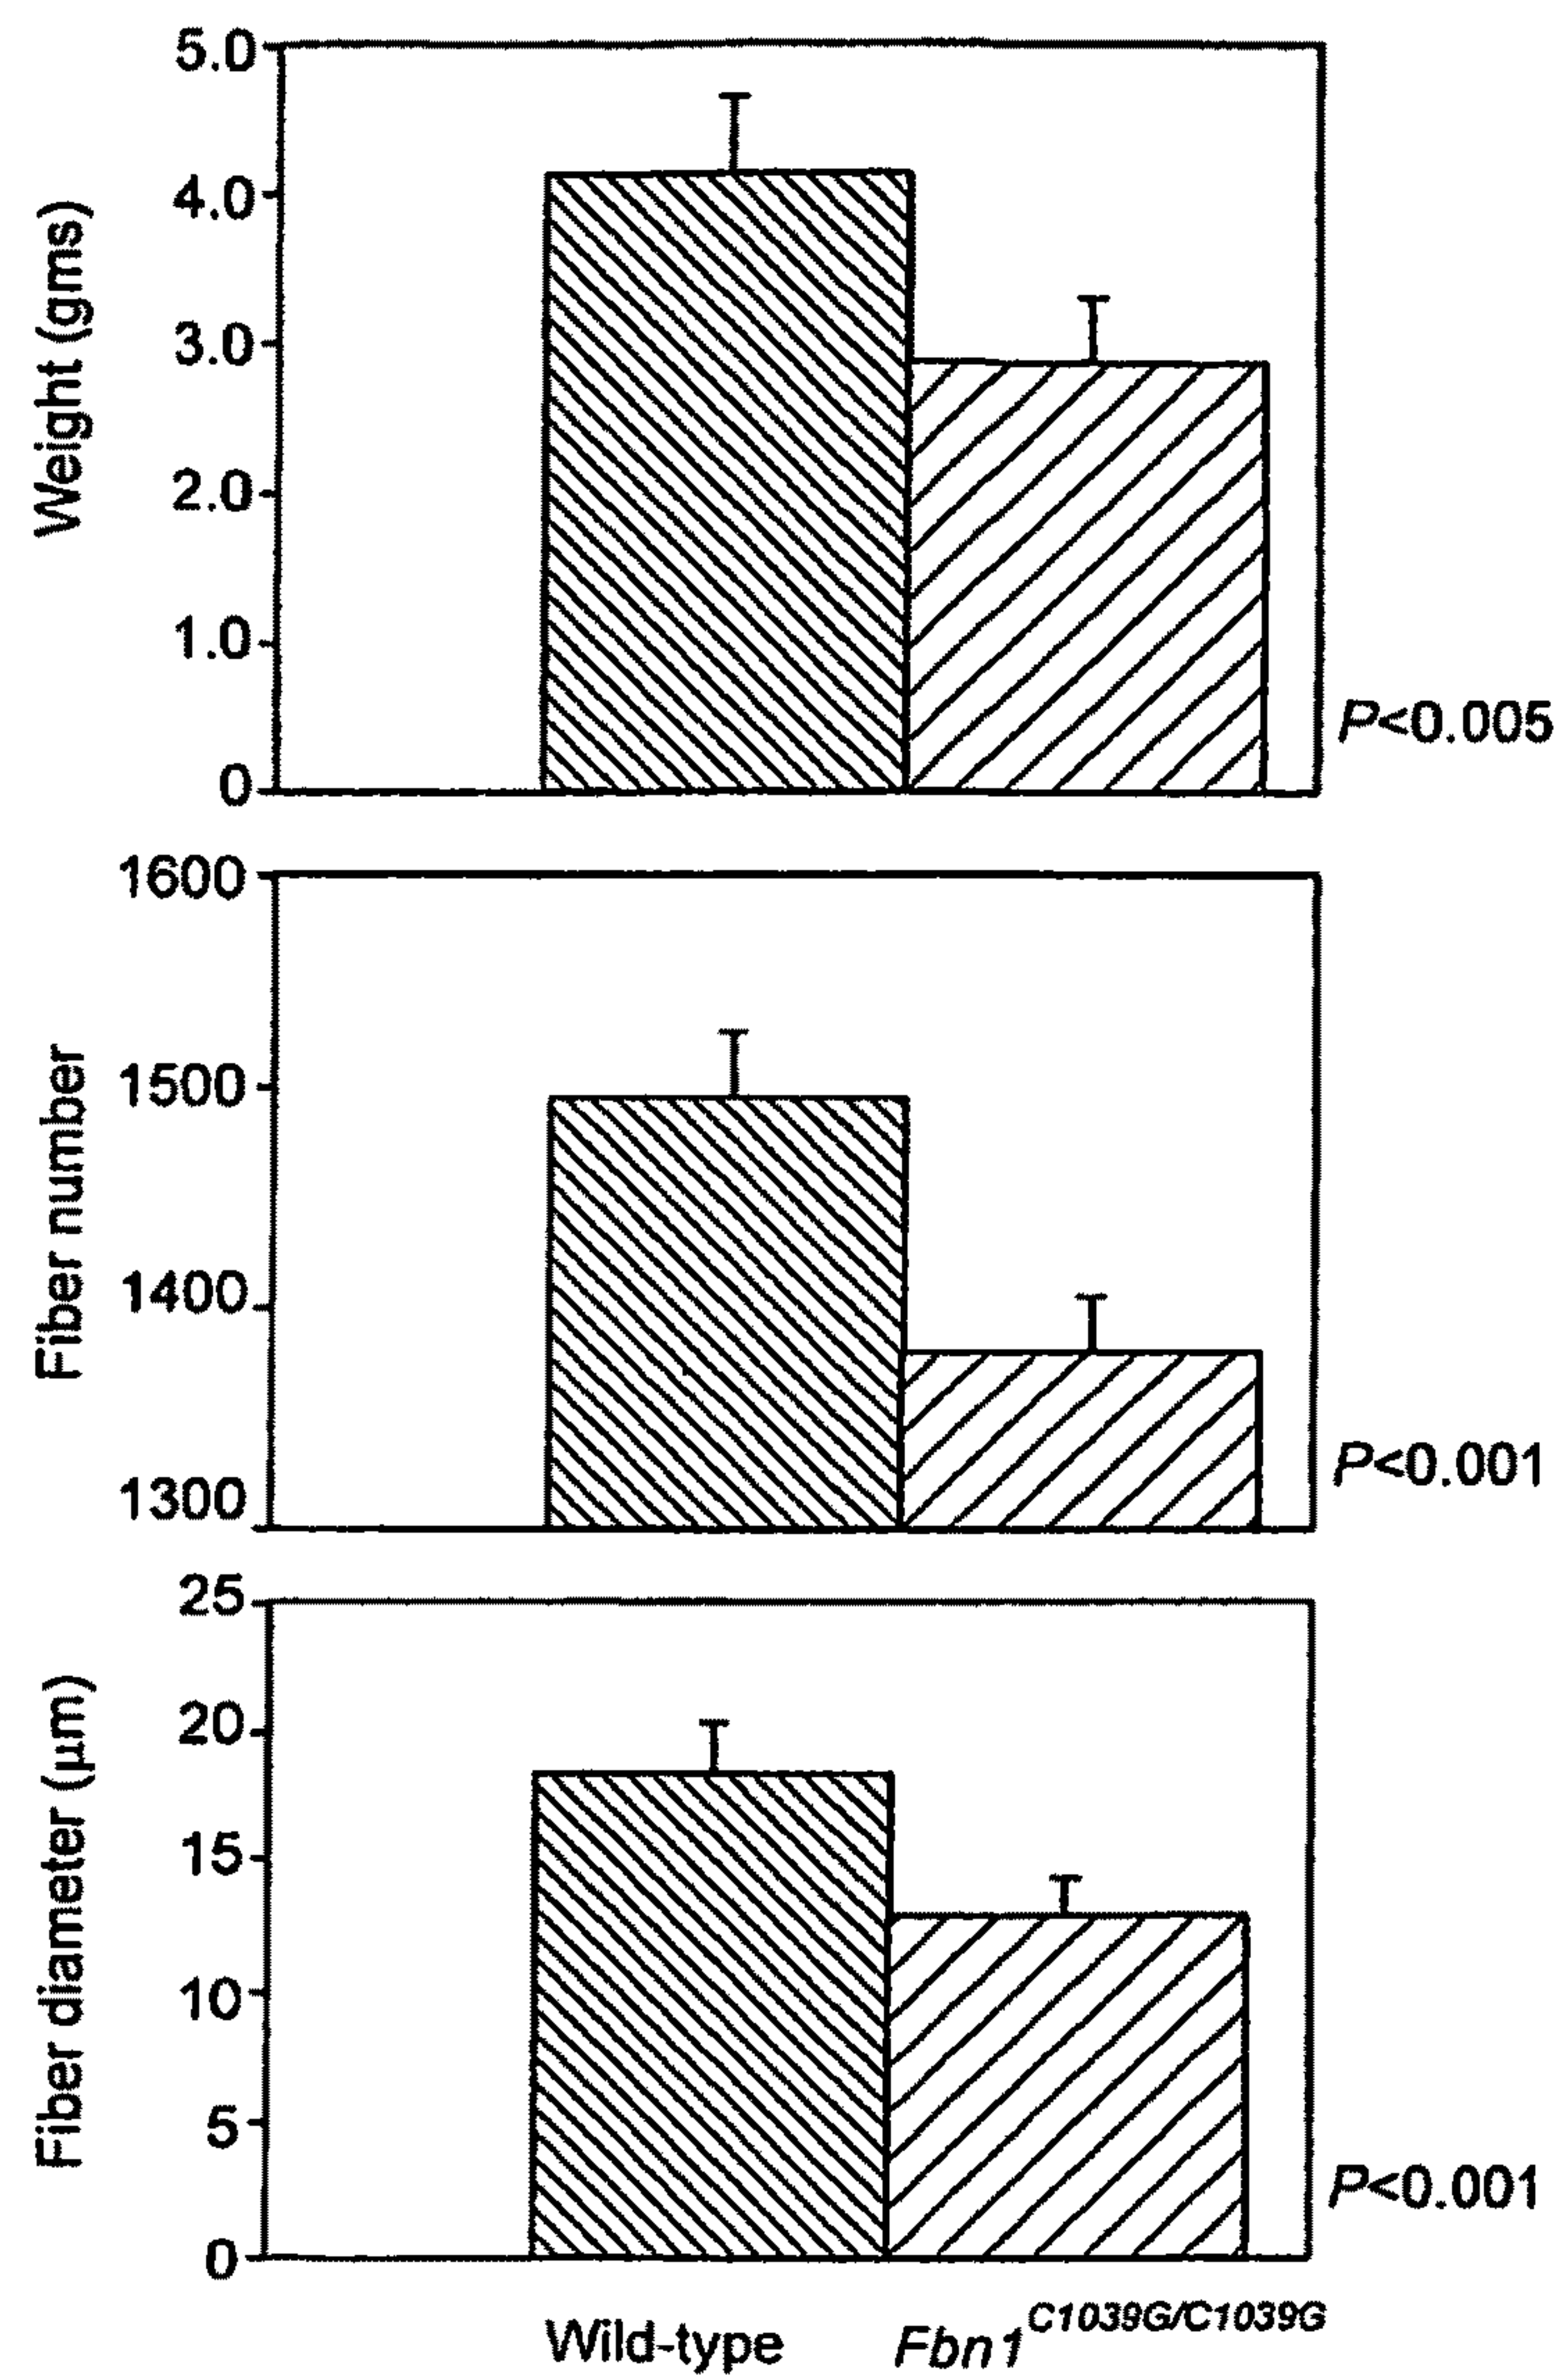 Weight (gms)
5.0
4.0
3.0
2.0
1.0
0
P<0.005
Fiber number
1600
1500
1400
1300
P<0.001
Fiber diameter (µm)
25
20
15
10
5
0
P<0.001
Wild-type Fbn1C1039G/C1039G